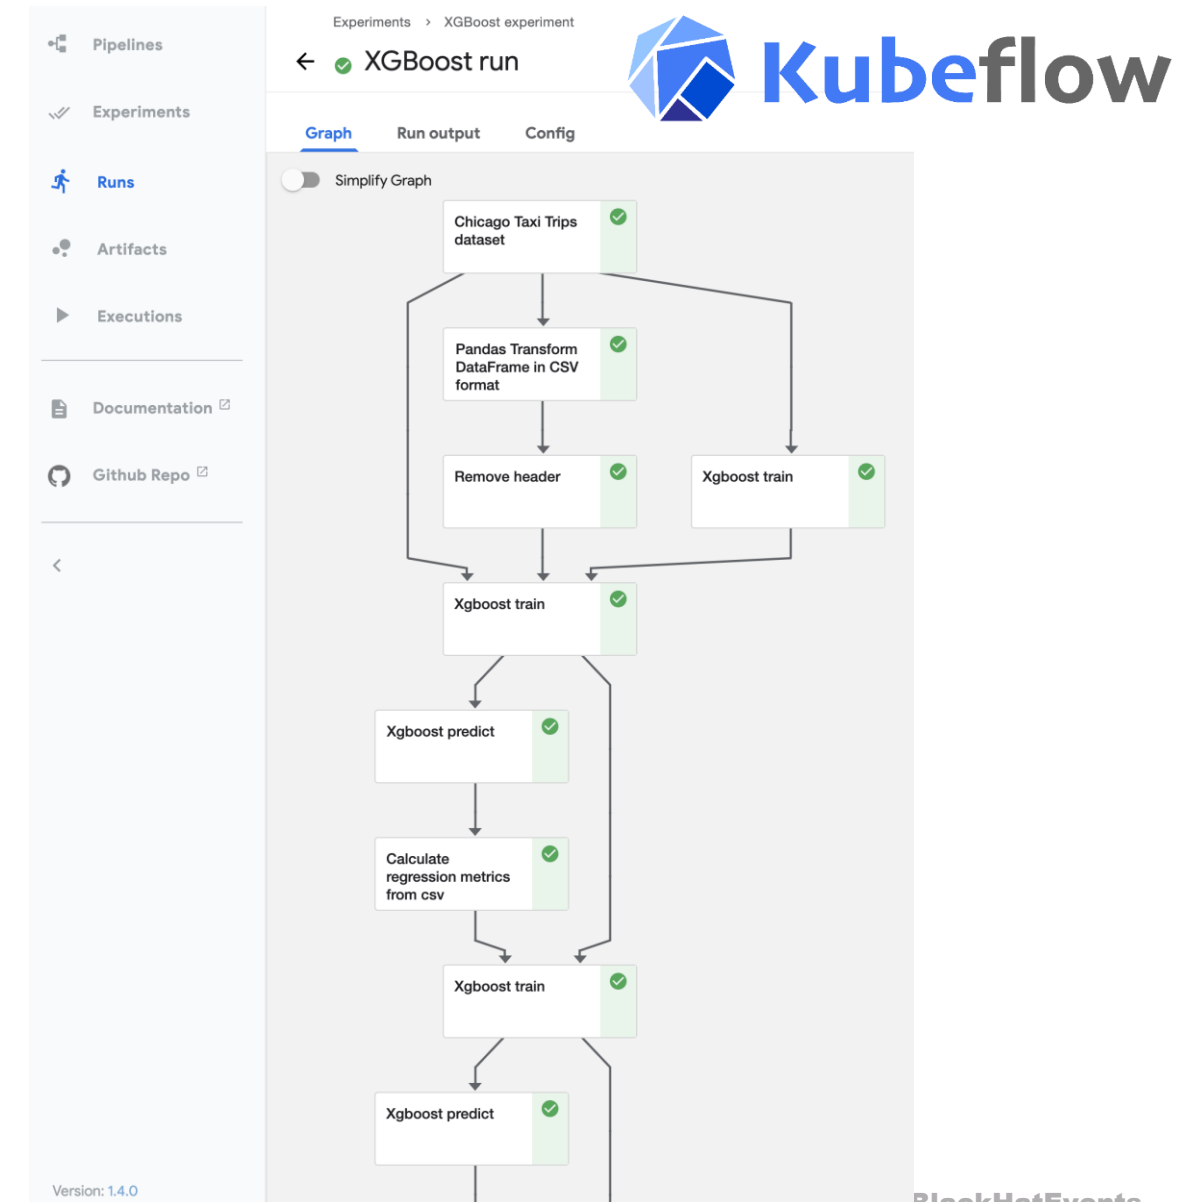 Experiments > XGBoost experiment
XGBoost run
Kubeflow
Pipelines
Experiments
Runs
Artifacts
Executions
Documentation
Github Repo
Version: 1.4.0
Graph
Run output
Config
Simplify Graph
Chicago Taxi Trips
dataset
Pandas Transform
DataFrame in CSV
format
Remove header
Xgboost train
Xgboost train
Xgboost predict
Calculate
regression metrics
from csv
Xgboost train
Xgboost predict
BlackHatEvents